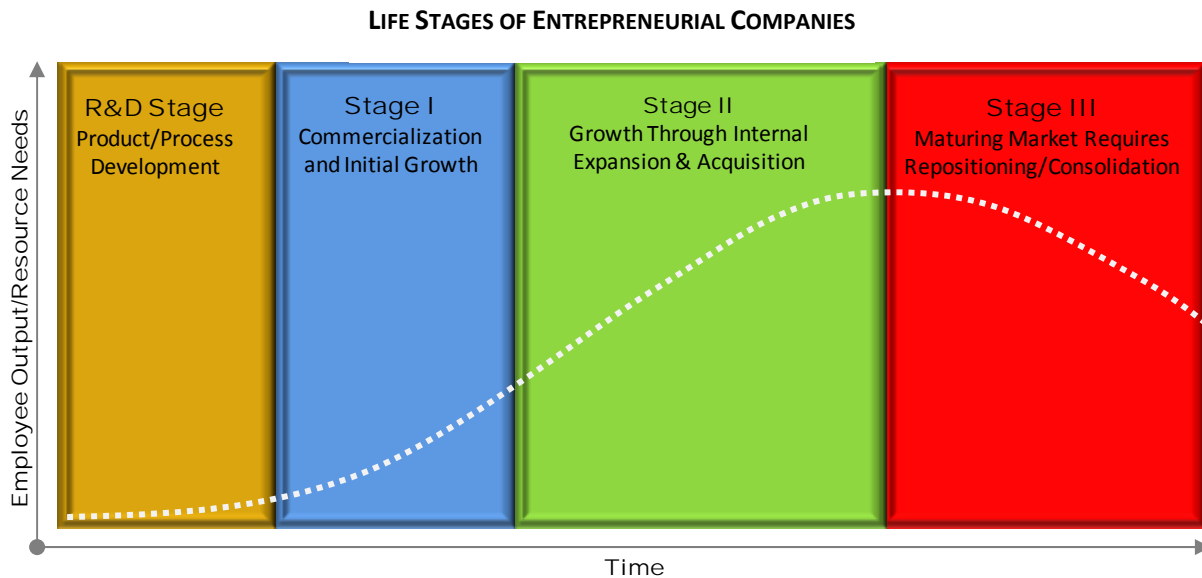 LIFE STAGES OF ENTREPRENEURIAL COMPANIES
Employee Output/Resource Needs
R&D Stage
Product/Process
Development
Stage I
Commercialization
and Initial Growth
Stage II
Growth Through Internal
Expansion & Acquisition
Stage III
Maturing Market Requires
Repositioning/Consolidation
Time